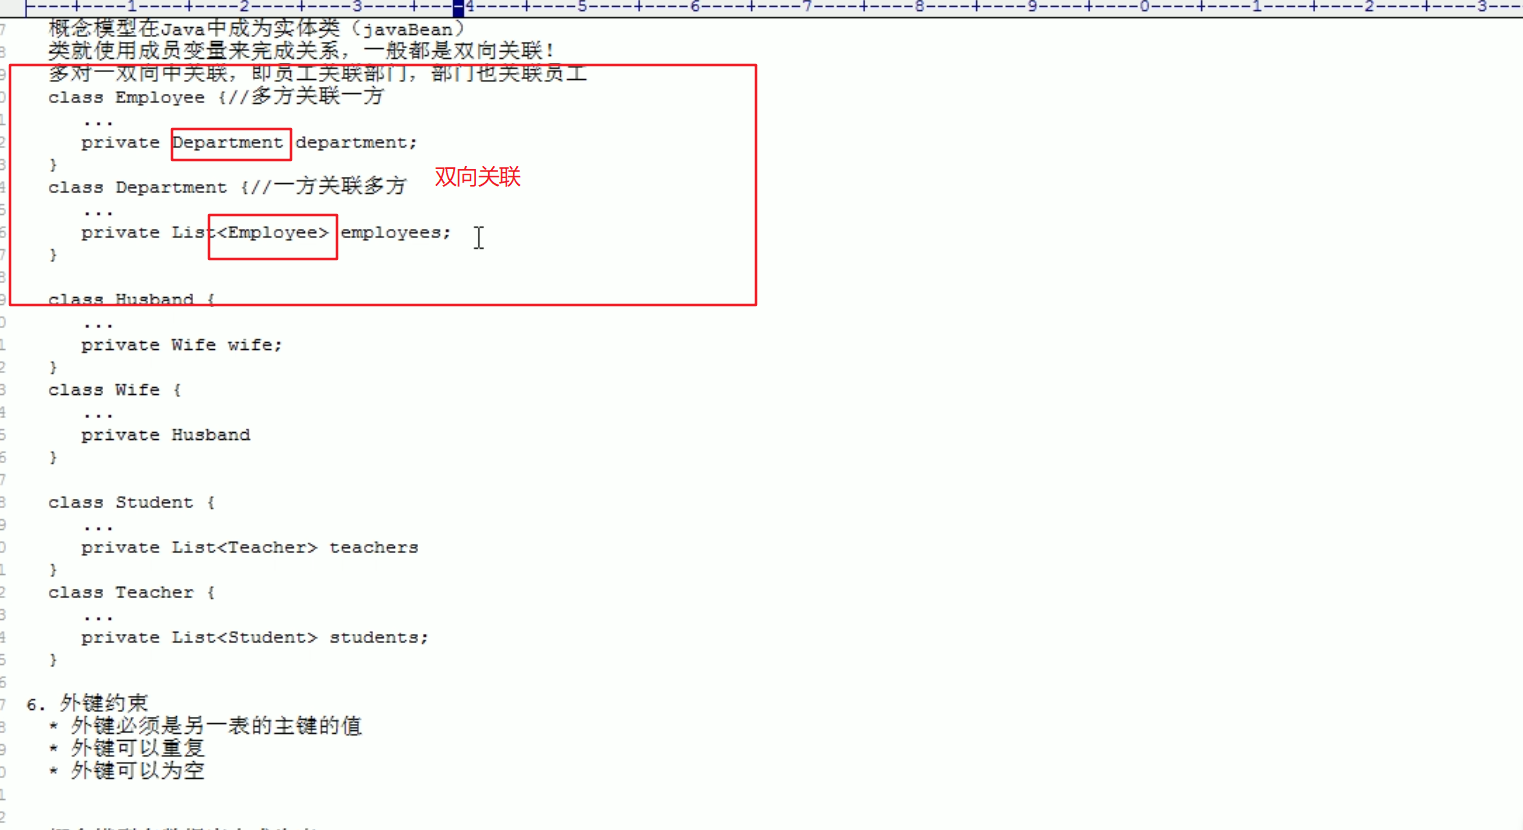 ----+----1----+----2----+----3----+----4----+----5----+----6----+----7----+----8----+----9----+----0----+----1----+----2----+----3---
概念模型在Java中成为实体类（javaBean）
类就使用成员变量来完成关系，一般都是双向关联！
多对一双向中关联，即员工关联部门，部门也关联员工
class Employee {//多方关联一方
...
private Department department;
}
class Department {//一方关联多方
双向关联
...
private List<Employee> employees;
}
class Husband {
...
private Wife wife;
}
class Wife {
...
private Husband
}
class Student {
...
private List<Teacher> teachers
}
class Teacher {
...
private List<Student> students;
}
6. 外键约束
* 外键必须是另一表的主键的值
* 外键可以重复
* 外键可以为空